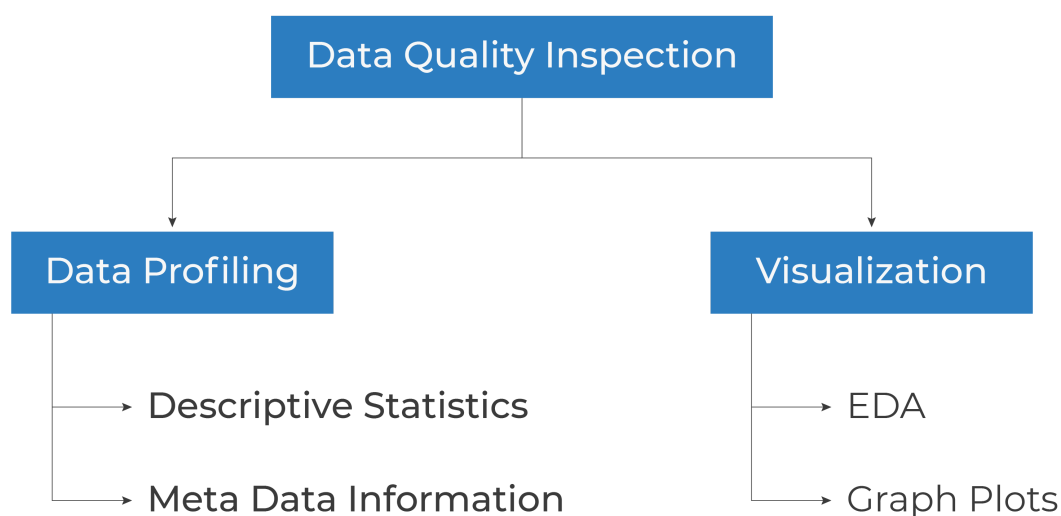 Data Quality Inspection
Data Profiling
Visualization
Descriptive Statistics
EDA
Meta Data Information
Graph Plots